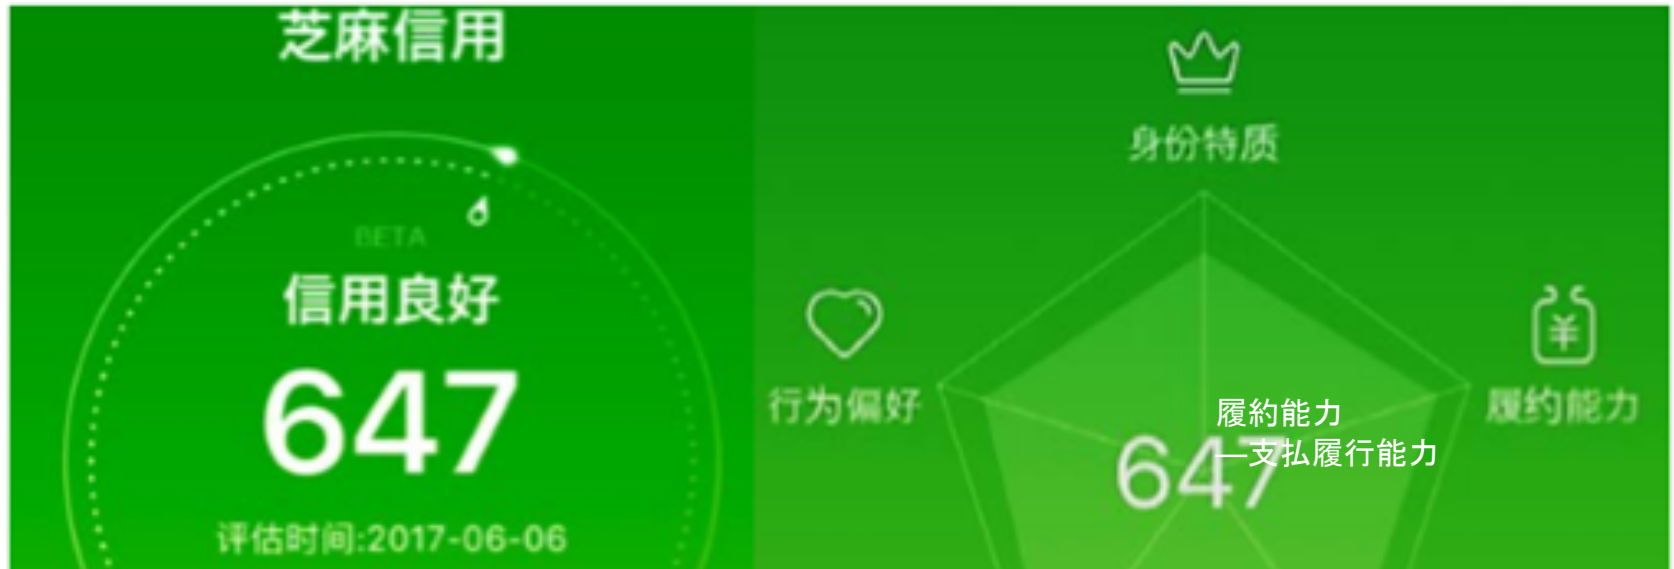 芝麻信用
BETA
信用良好
647
评估时间:2017-06-06
身份特质
行为偏好
履约能力
647
履約能力
—支払履行能力